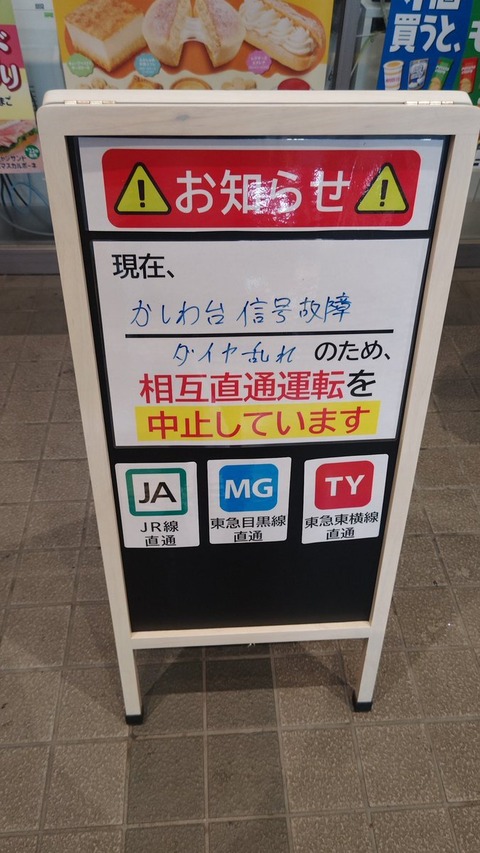 買うと、
お知らせ
現在、
かしわ台 信号故障
ダイヤ乱れ のため、
相互直通運転を
中止しています
JA
JR線
直通
MG
東急目黒線
直通
TY
東急東横線
直通